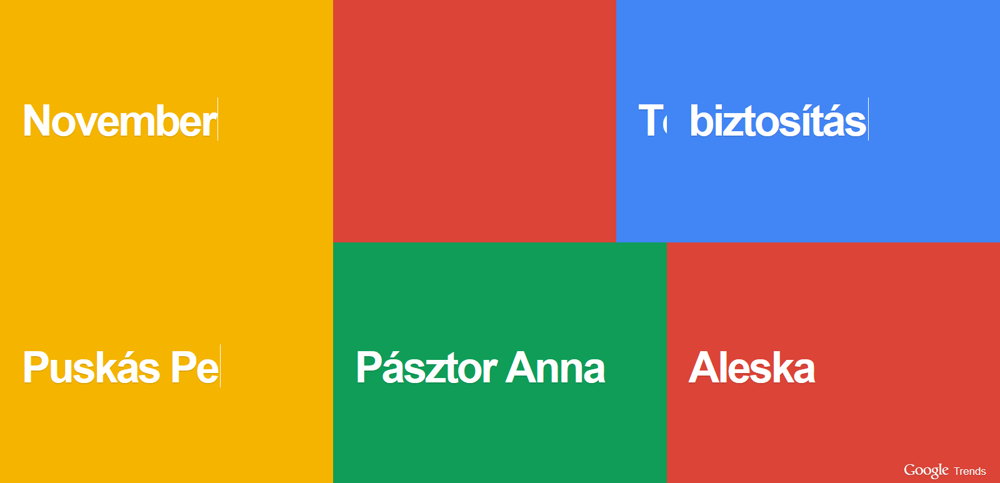 November
biztosítás
Puskás Pe
Pásztor Anna
Aleska
Google Trends